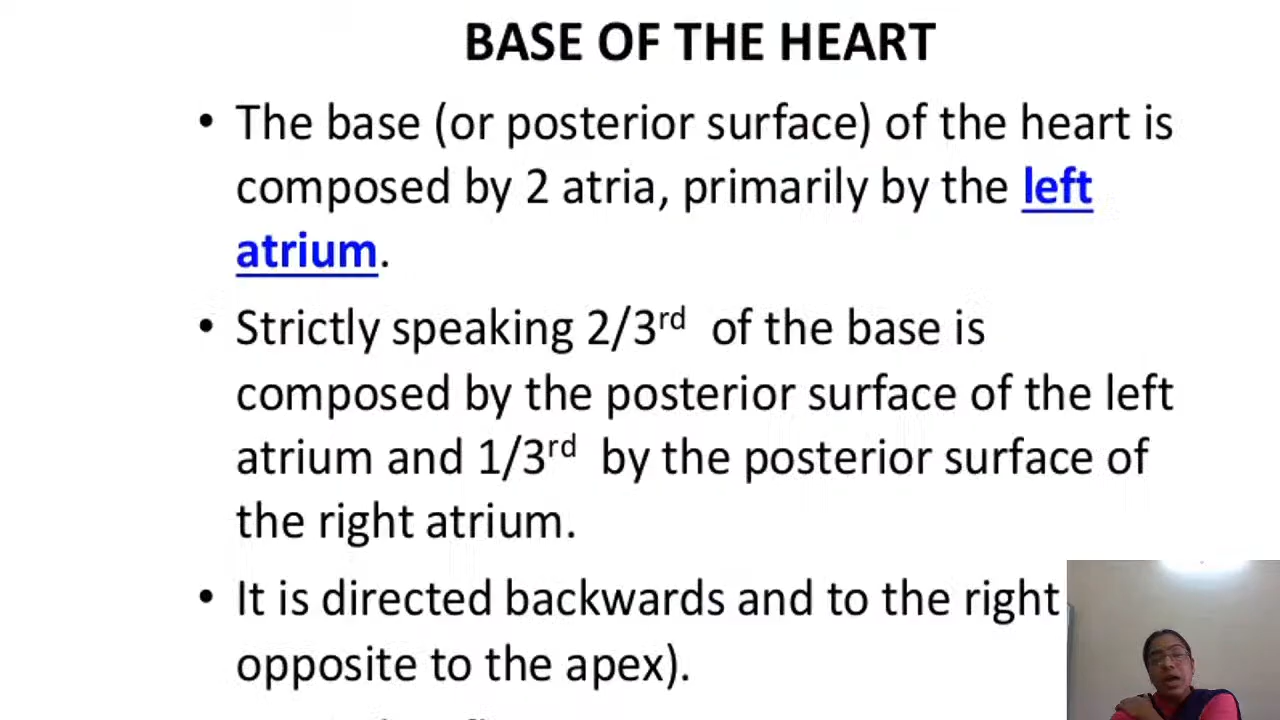 BASE OF THE HEART
• The base (or posterior surface) of the heart is
composed by 2 atria, primarily by the left
atrium.
• Strictly speaking 2/3rd of the base is
composed by the posterior surface of the left
atrium and 1/3rd by the posterior surface of
the right atrium.
• It is directed backwards and to the right
opposite to the apex).